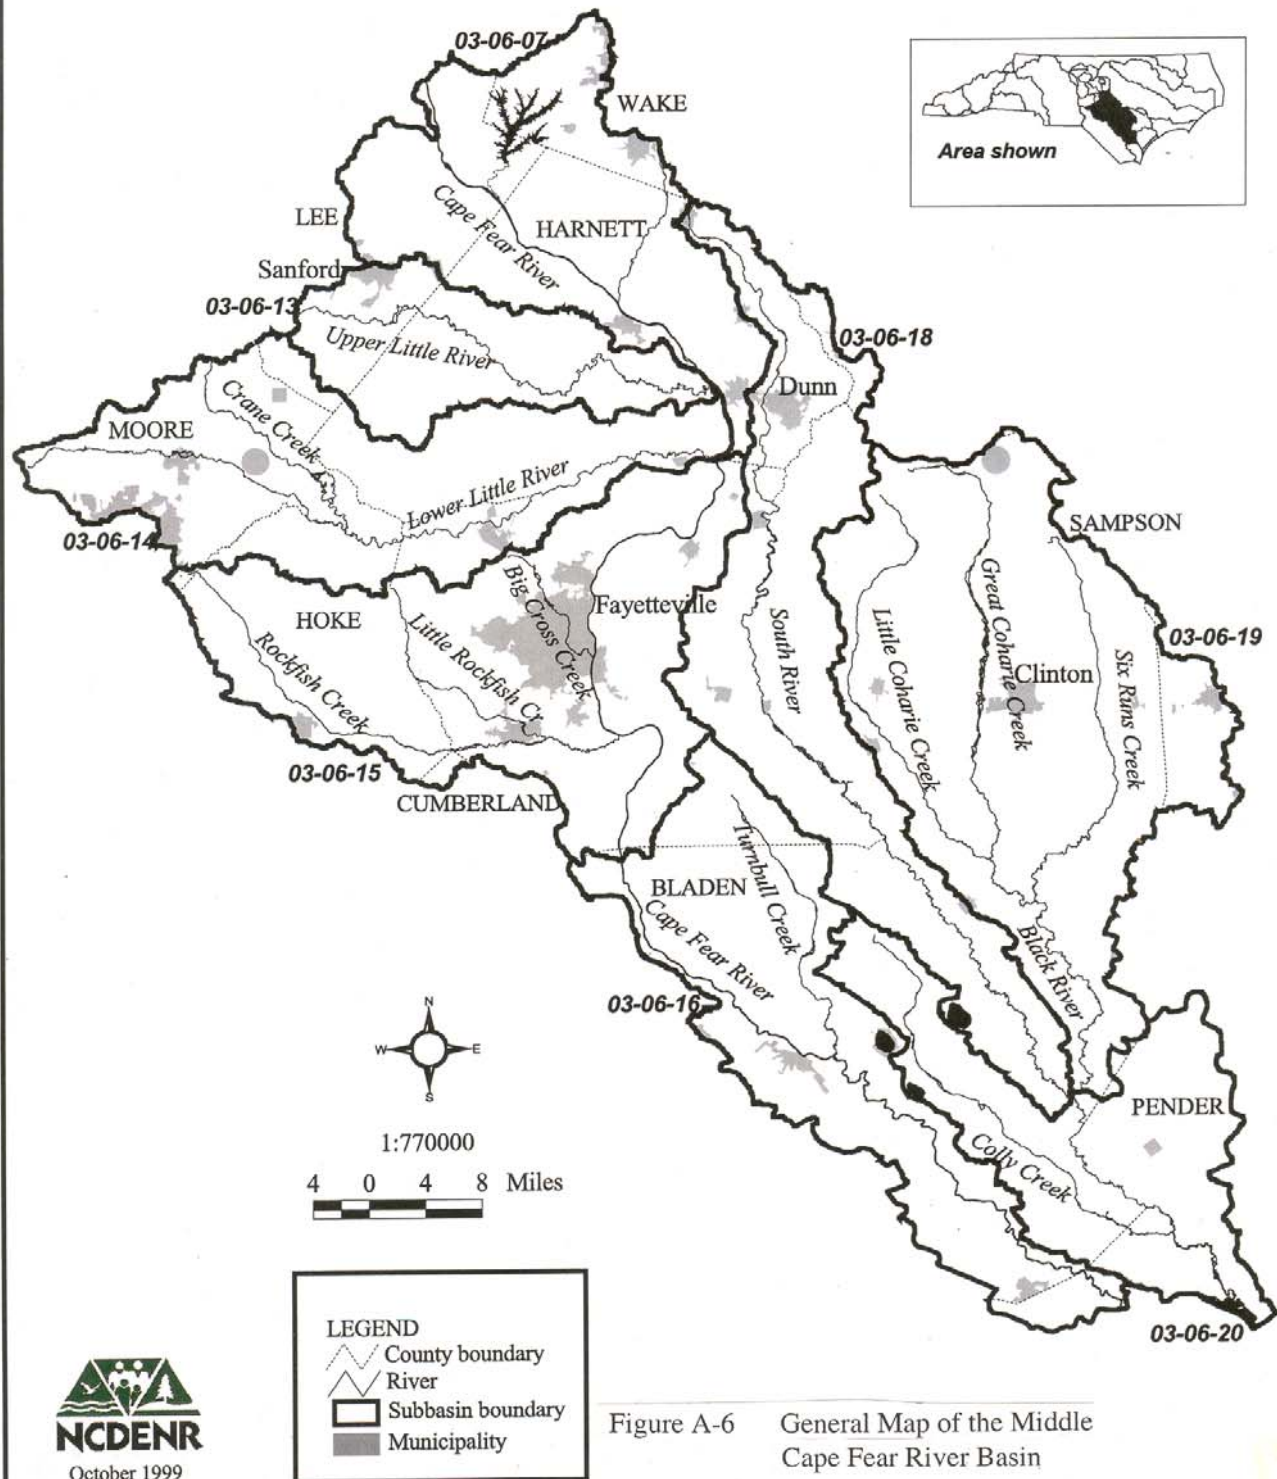 03-06-07
WAKE
Area shown
LEE
Cape Fear River
HARNETT
Sanford
03-06-13
Upper Little River
03-06-18
Dunn
Crane Creek
MOORE
Lower Little River
03-06-14
SAMPSON
HOKE
Big Cross Creek
Fayetteville
Little Rockfish Cr.
Rockfish Creek
South River
Little Coharie Creek
Great Coharie Creek
Clinton
Six Runs Creek
03-06-19
03-06-15
CUMBERLAND
Turnbull Creek
BLADEN
Cape Fear River
Black River
03-06-16
N
W
E
S
PENDER
1:770000
4 0 4 8 Miles
Colly Creek
03-06-20
LEGEND
County boundary
River
Subbasin boundary
Municipality
NCDENR
October 1999
Figure A-6 General Map of the Middle
Cape Fear River Basin